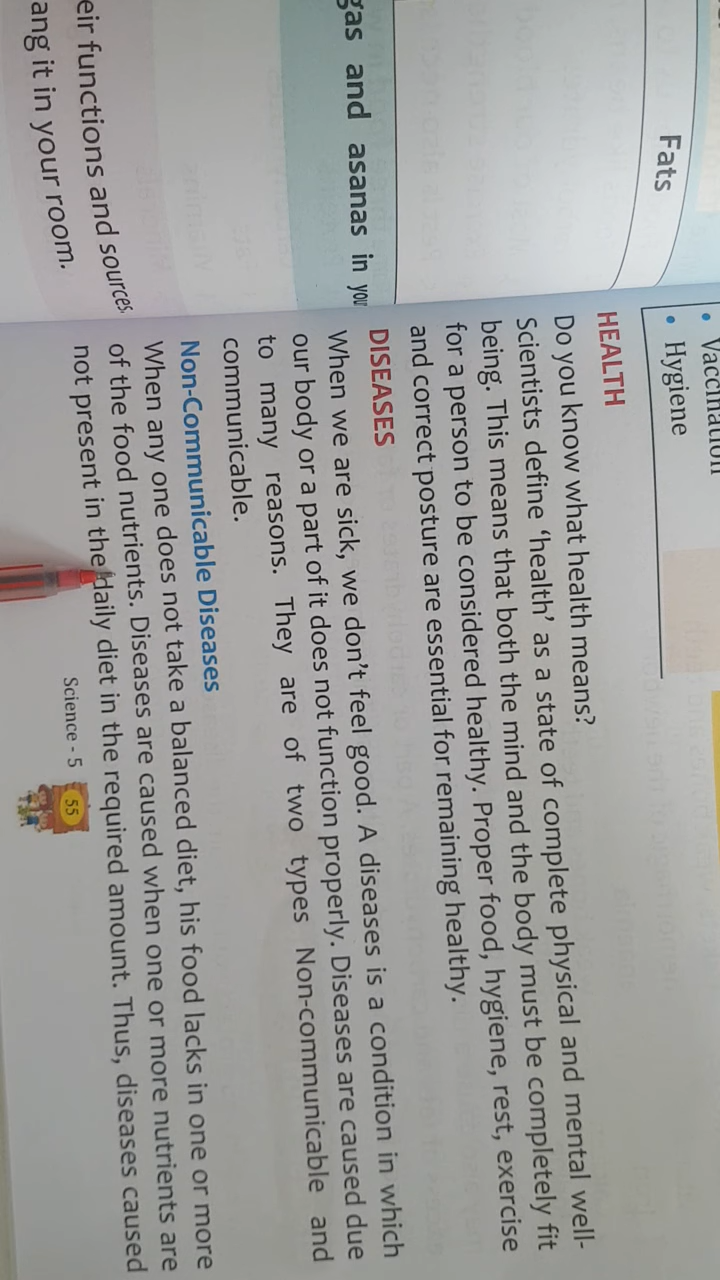 Fats
gas and asanas in your
eir functions and sources.
ang it in your room.
• Vaccination
• Hygiene
HEALTH
Do you know what health means?
Scientists define ‘health’ as a state of complete physical and mental well-
being. This means that both the mind and the body must be completely fit
for a person to be considered healthy. Proper food, hygiene, rest, exercise
and correct posture are essential for remaining healthy.
DISEASES
When we are sick, we don’t feel good. A diseases is a condition in which
our body or a part of it does not function properly. Diseases are caused due
to many reasons. They are of two types Non-communicable and
communicable.
Non-Communicable Diseases
When any one does not take a balanced diet, his food lacks in one or more
of the food nutrients. Diseases are caused when one or more nutrients are
not present in the daily diet in the required amount. Thus, diseases caused
Science - 5 55